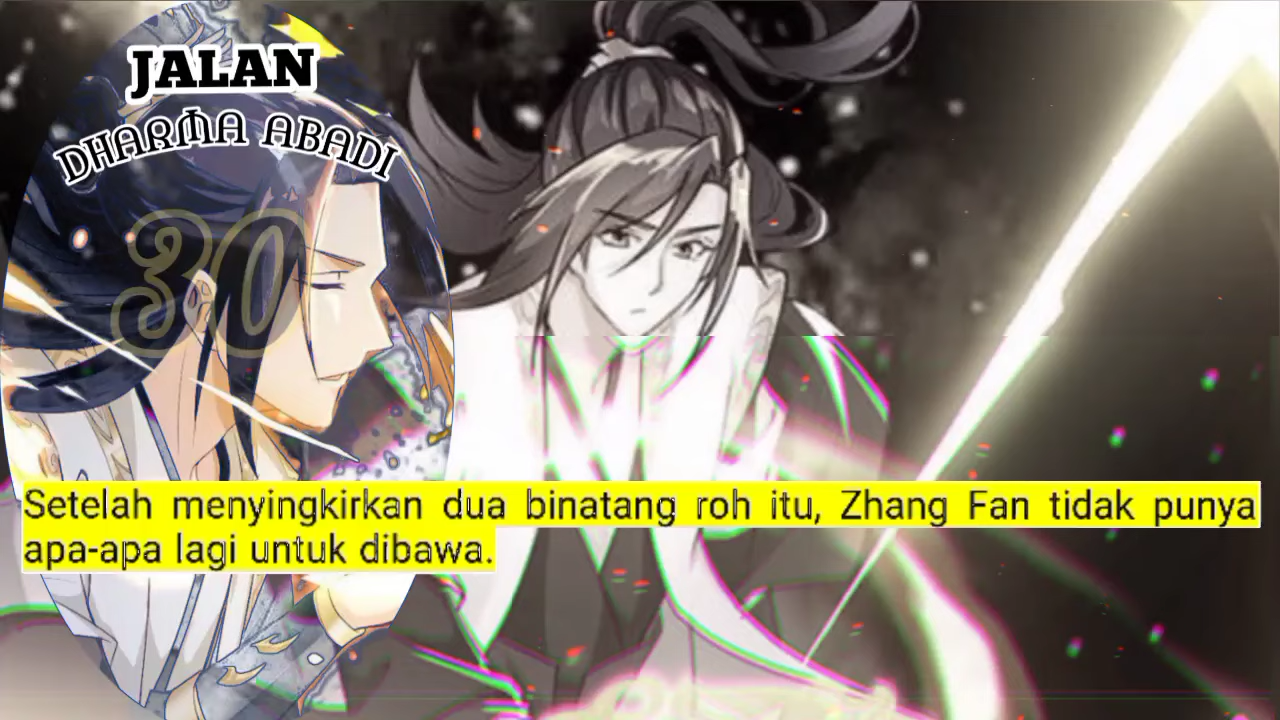 JALAN
DHARMA ABADI
30
Setelah menyingkirkan dua binatang roh itu, Zhang Fan tidak punya
apa-apa lagi untuk dibawa.